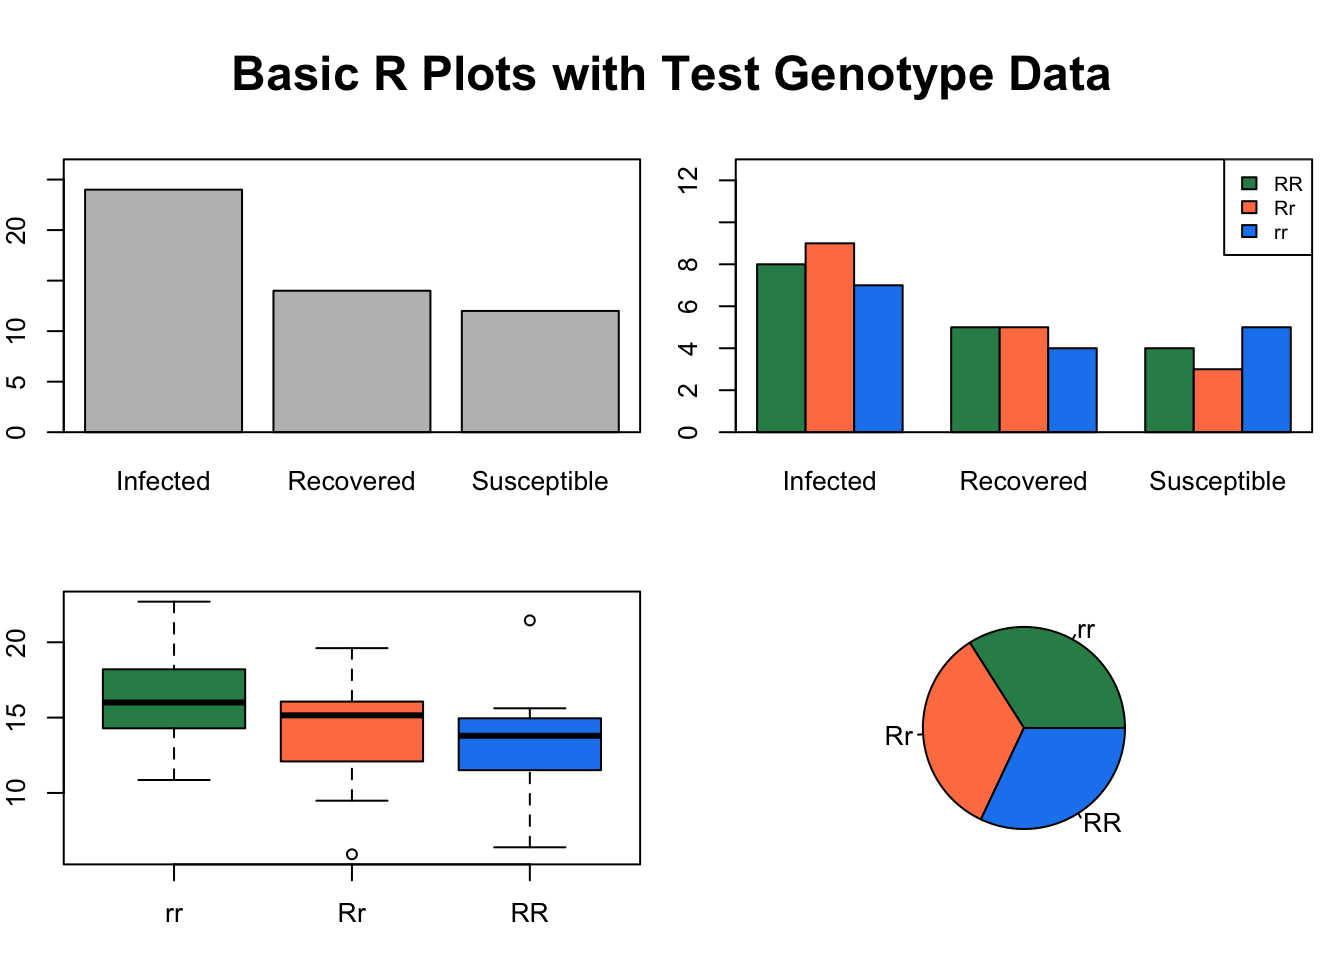 Basic R Plots with Test Genotype Data
20
10
5
0
Infected Recovered Susceptible
12
8
6
4
2
0
RR
Rr
rr
Infected Recovered Susceptible
20
15
10
rr Rr RR
rr
Rr
RR